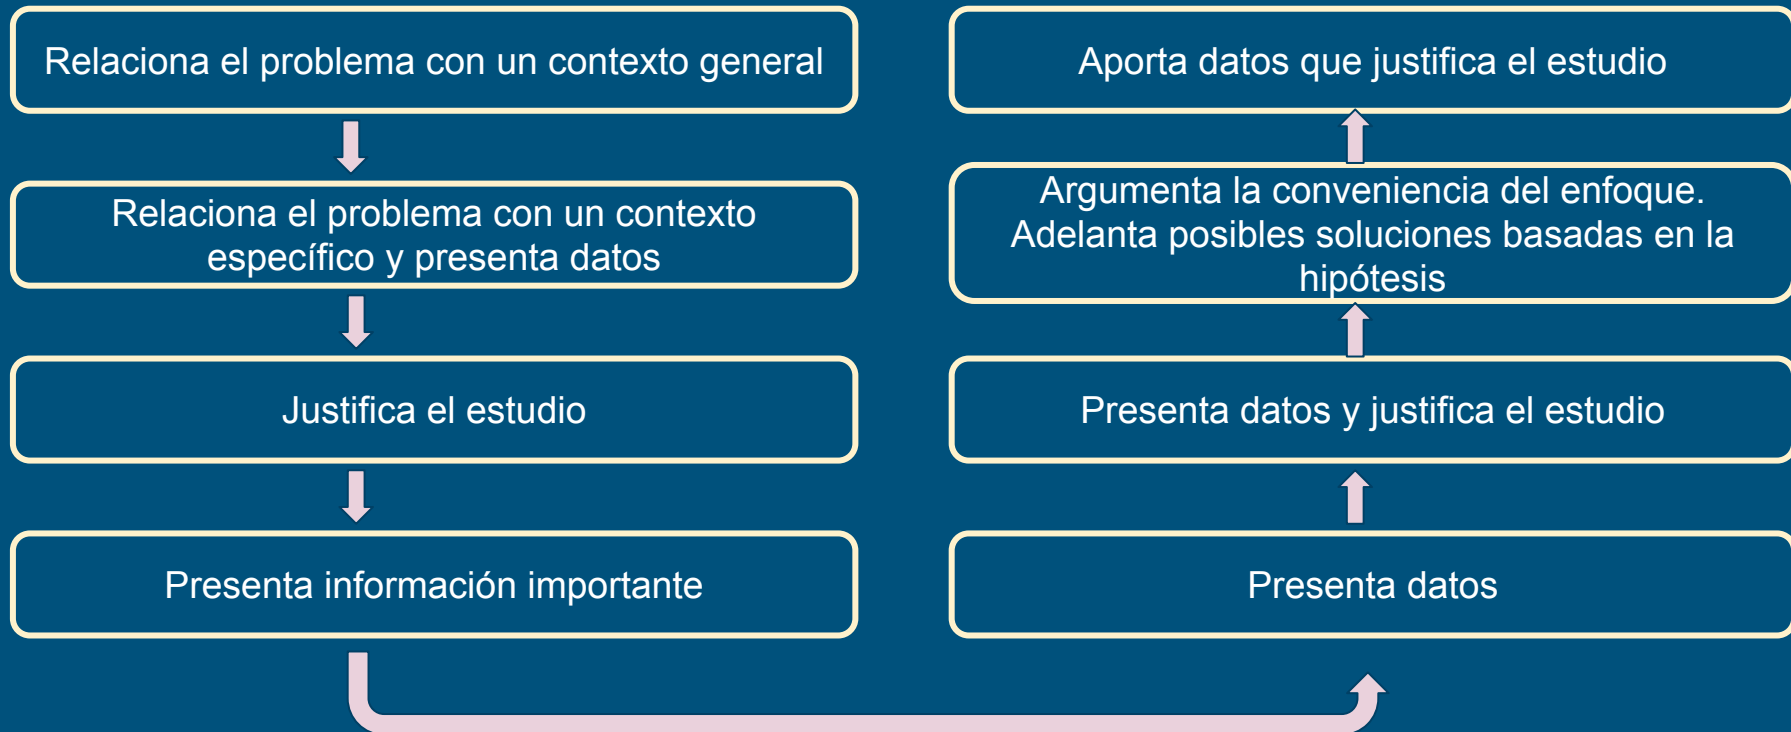 Relaciona el problema con un contexto general
Relaciona el problema con un contexto
específico y presenta datos
Justifica el estudio
Presenta información importante
Presenta datos
Presenta datos y justifica el estudio
Argumenta la conveniencia del enfoque.
Adelanta posibles soluciones basadas en la
hipótesis
Aporta datos que justifica el estudio